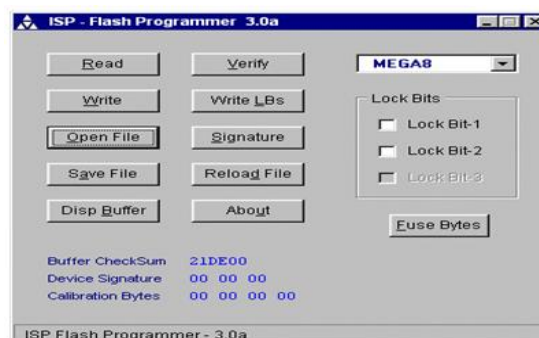 ISP - Flash Programmer 3.0a
Read
Verify
MEGA8
Write
Write LBs
Lock Bits
Lock Bit-1
Open File
Signature
Lock Bit-2
Save File
Reload File
Lock Bit-3
Disp Buffer
About
Fuse Bytes
Buffer CheckSum 21DE00
Device Signature 00 00 00
Calibration Bytes 00 00 00 00
ISP Flash Programmer - 3.0a